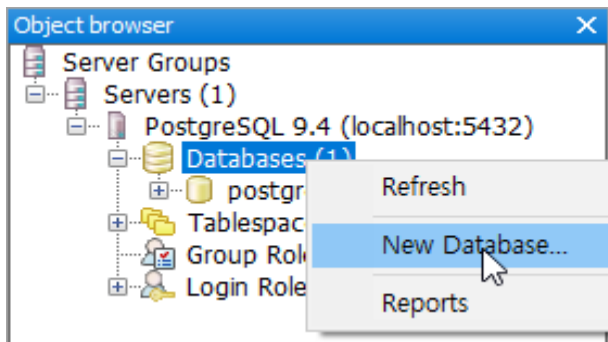 Object browser
Server Groups
Servers (1)
PostgreSQL 9.4 (localhost:5432)
Databases (1)
postgr
Refresh
Tablespac
New Database...
Group Rol
Login Role
Reports